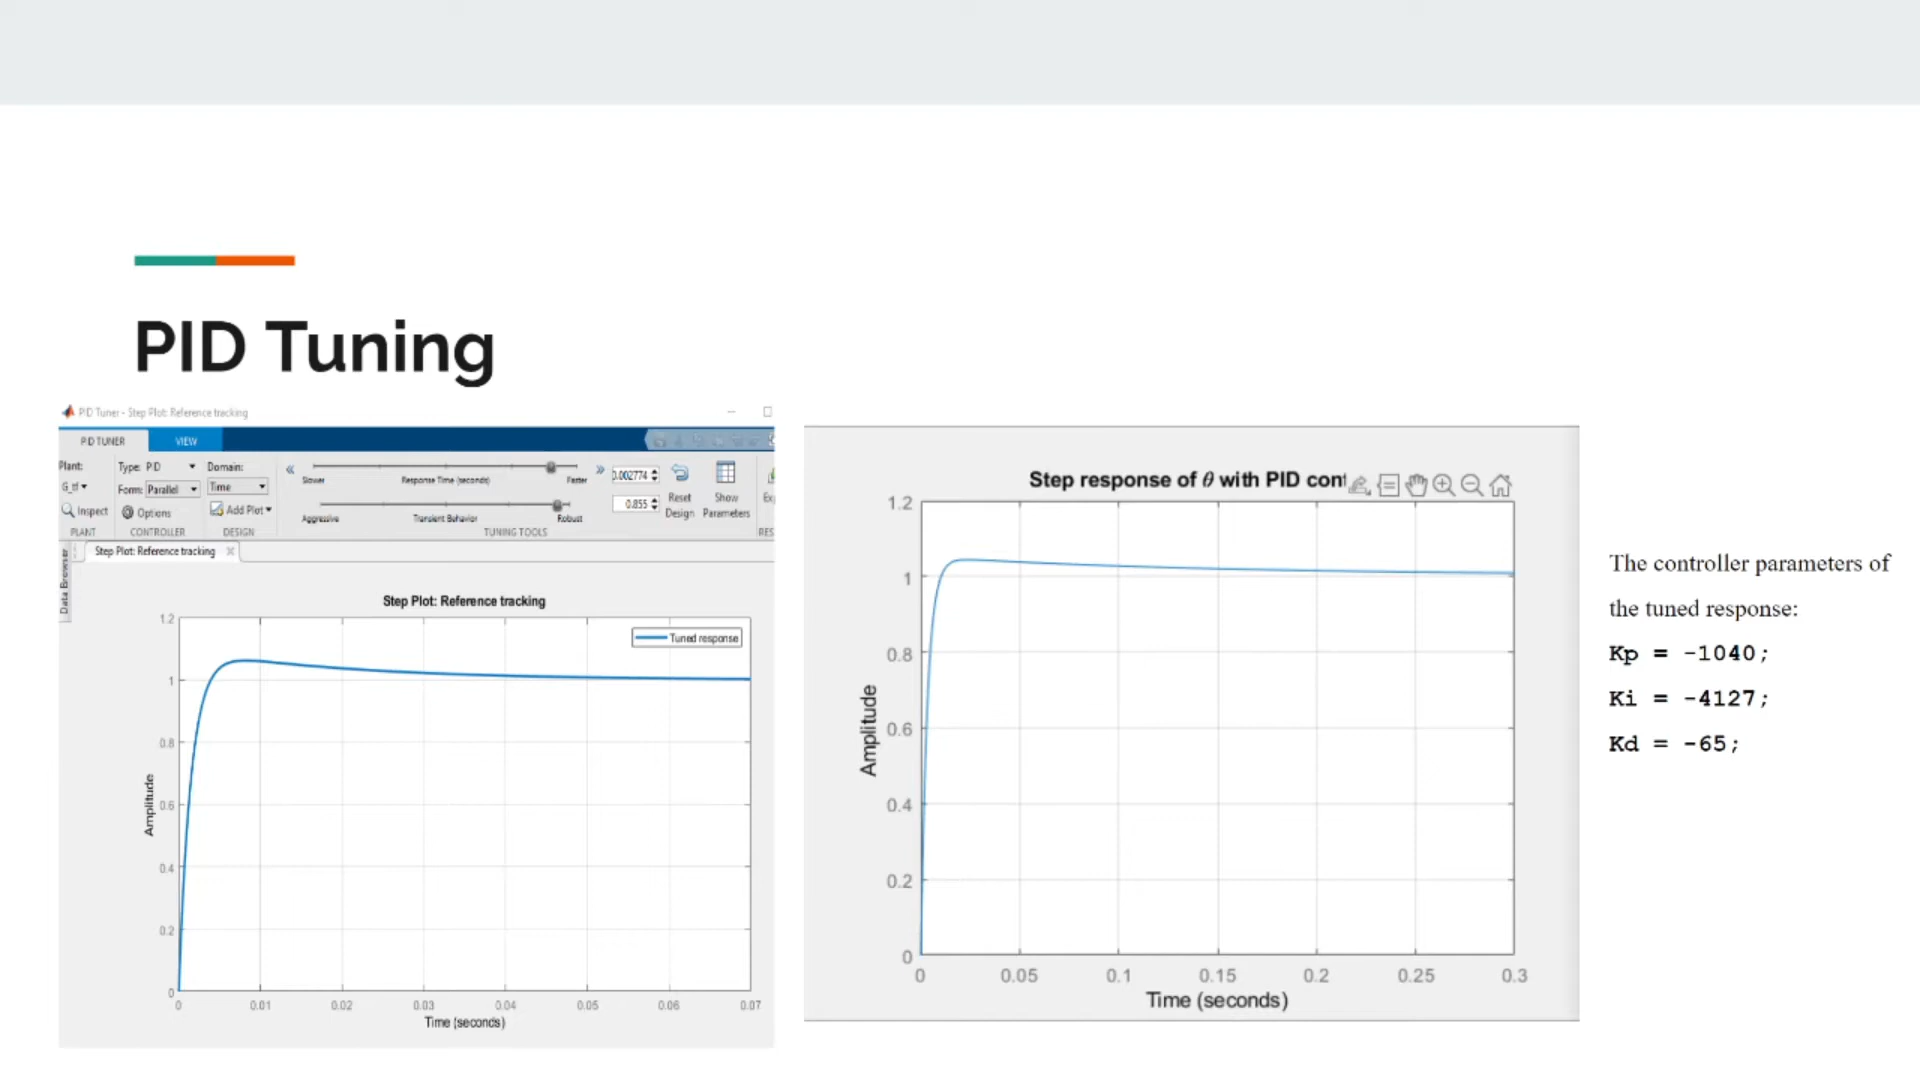 PID Tuning
PID Tuner - Step Plot: Reference tracking
PID TUNER
VIEW
Plant:
Type: PID
Domain:
Slower
Response Time (seconds)
Faster
0.002774
G_tf
Form: Parallel
Time
Reset
Design
Show
Parameters
Inspect
Options
Add Plot
Aggressive
Transient Behavior
Robust
0.855
PLANT
CONTROLLER
DESIGN
TUNING TOOLS
RES
Data Browser
Step Plot: Reference tracking
Step Plot: Reference tracking
Tuned response
1.2
1
0.8
0.6
0.4
0.2
0
Amplitude
0 0.01 0.02 0.03 0.04 0.05 0.06 0.07
Time (seconds)
Step response of θ with PID cont
1.2
1
0.8
0.6
0.4
0.2
0
Amplitude
0 0.05 0.1 0.15 0.2 0.25 0.3
Time (seconds)
The controller parameters of
the tuned response:
Kp = -1040;
Ki = -4127;
Kd = -65;